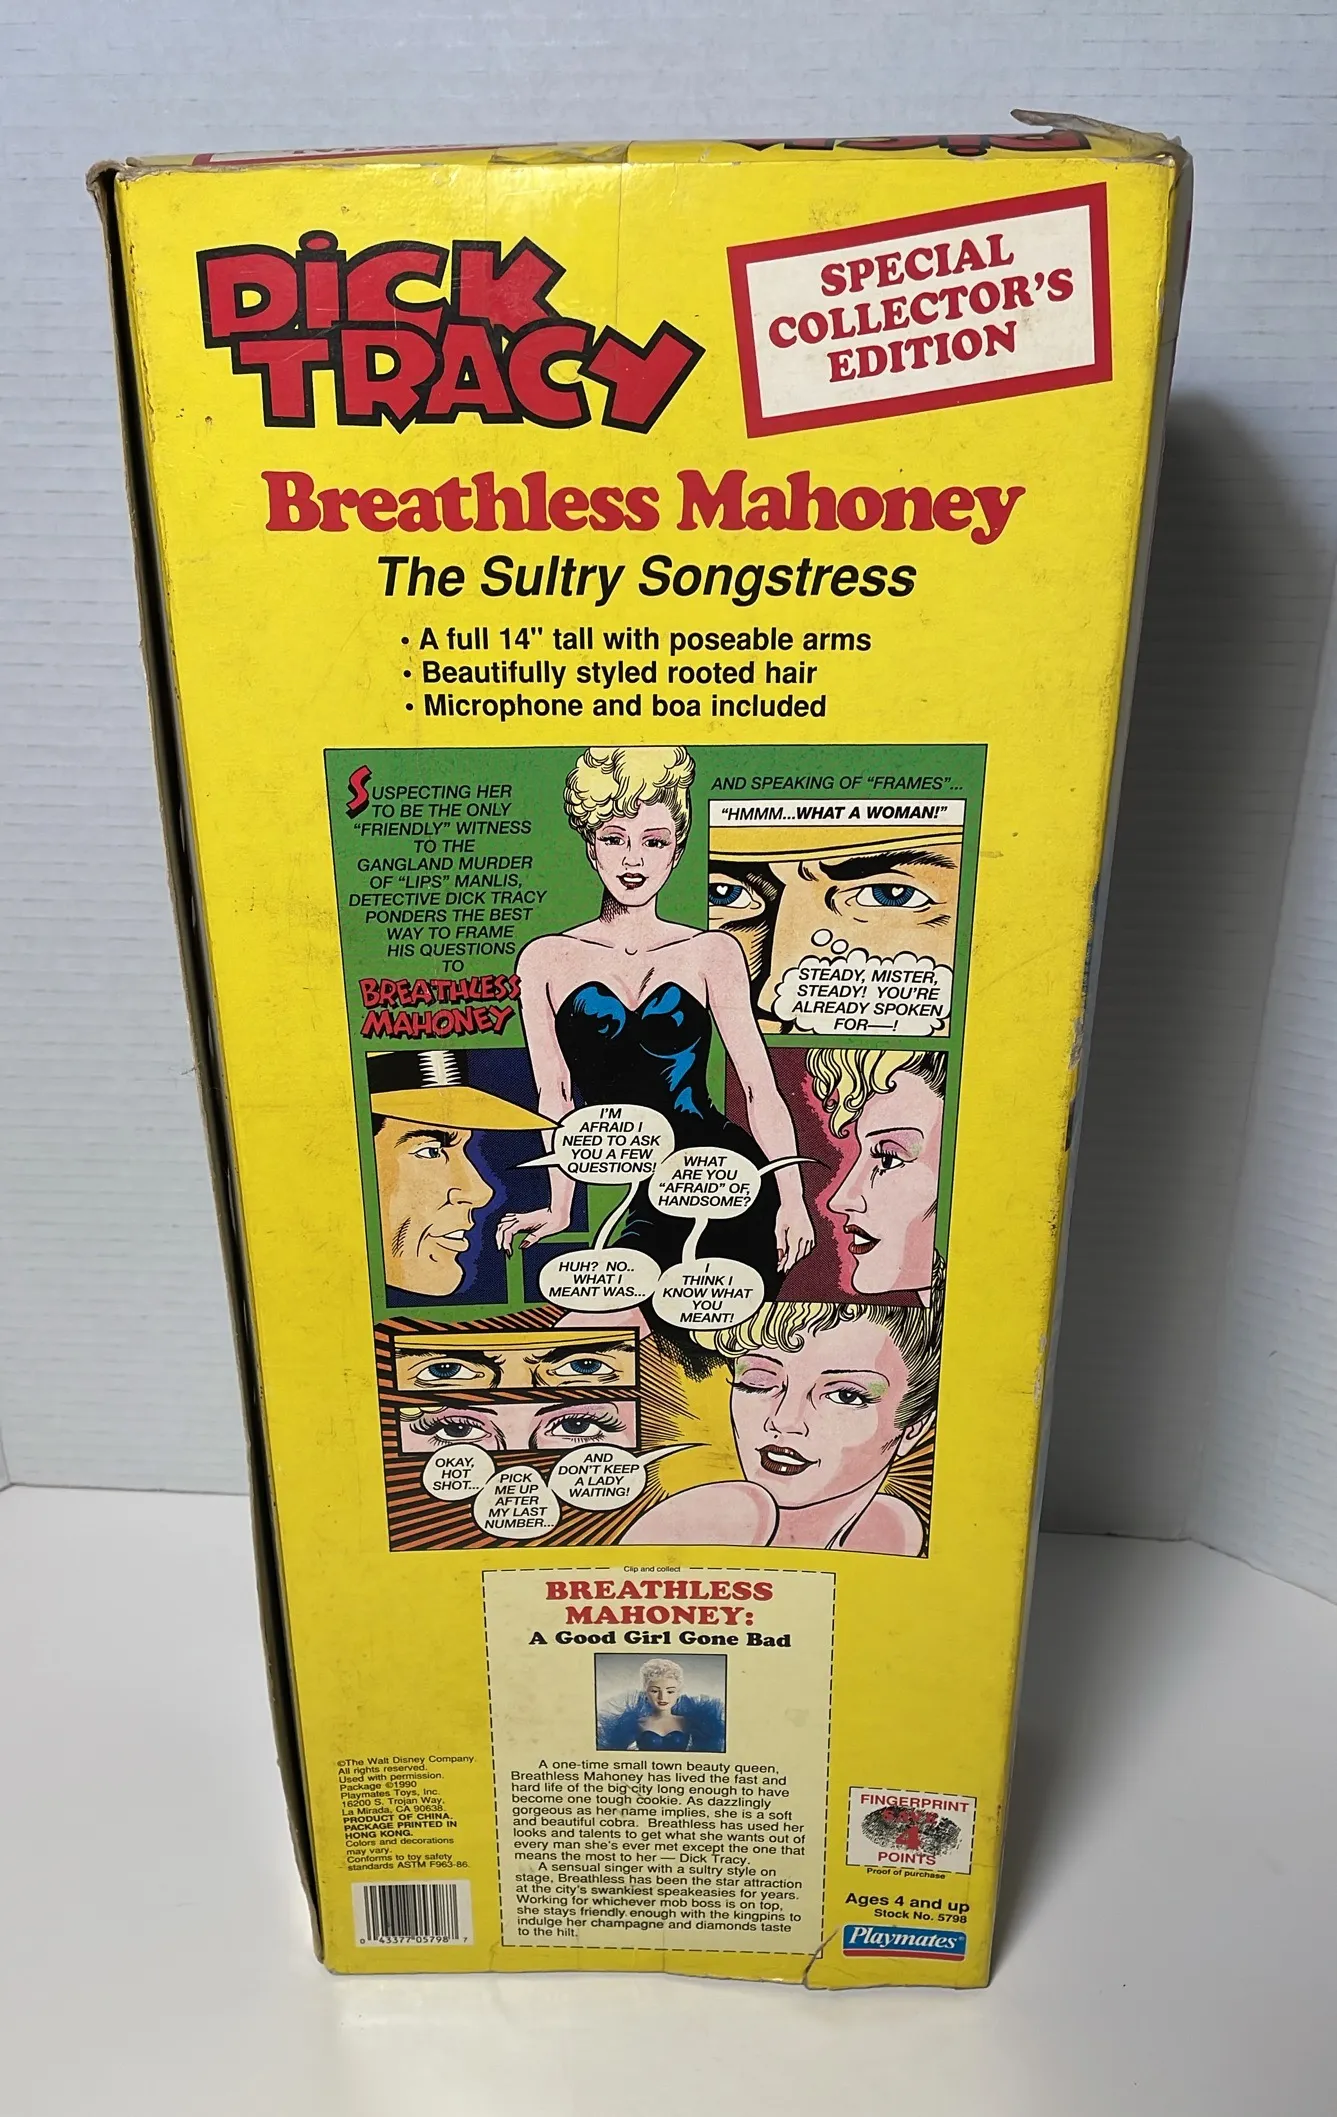 DICK
TRACY
SPECIAL
COLLECTOR'S
EDITION
Breathless Mahoney
The Sultry Songstress
• A full 14" tall with poseable arms
• Beautifully styled rooted hair
• Microphone and boa included
SUSPECTING HER
TO BE THE ONLY
"FRIENDLY" WITNESS
TO THE
GANGLAND MURDER
OF "LIPS" MANLIS,
DETECTIVE DICK TRACY
PONDERS THE BEST
WAY TO FRAME
HIS QUESTIONS
TO
BREATHLESS
MAHONEY
AND SPEAKING OF "FRAMES"...
"HMMM...WHAT A WOMAN!"
STEADY, MISTER,
STEADY! YOU'RE
ALREADY SPOKEN
FOR—!
I'M
AFRAID I
NEED TO ASK
YOU A FEW
QUESTIONS!
WHAT
ARE YOU
"AFRAID" OF,
HANDSOME?
HUH? NO..
WHAT I
MEANT WAS...
I
THINK I
KNOW WHAT
YOU
MEANT!
OKAY,
HOT
SHOT...
PICK
ME UP
AFTER
MY LAST
NUMBER...
AND
DON'T KEEP
A LADY
WAITING!
Clip and collect
BREATHLESS
MAHONEY:
A Good Girl Gone Bad
A one-time small town beauty queen,
Breathless Mahoney has lived the fast and
hard life of the big city long enough to have
become one tough cookie. As dazzlingly
gorgeous as her name implies, she is a soft
and beautiful cobra. Breathless has used her
looks and talents to get what she wants out of
every man she's ever met except the one that
means the most to her — Dick Tracy.
A sensual singer with a sultry style on
stage, Breathless has been the star attraction
at the city's swankiest speakeasies for years.
Working for whichever mob boss is on top,
she stays friendly enough with the kingpins to
indulge her champagne and diamonds taste
to the hilt.
©The Walt Disney Company.
All rights reserved.
Used with permission.
Package ©1990
Playmates Toys, Inc.
16200 S. Trojan Way,
La Mirada, CA 90638.
PRODUCT OF CHINA.
PACKAGE PRINTED IN
HONG KONG.
Colors and decorations
may vary.
Conforms to toy safety
standards ASTM F963-86.
0 43377 05798 7
FINGERPRINT
SAVE
4
POINTS
Proof of purchase
Ages 4 and up
Stock No. 5798
Playmates®